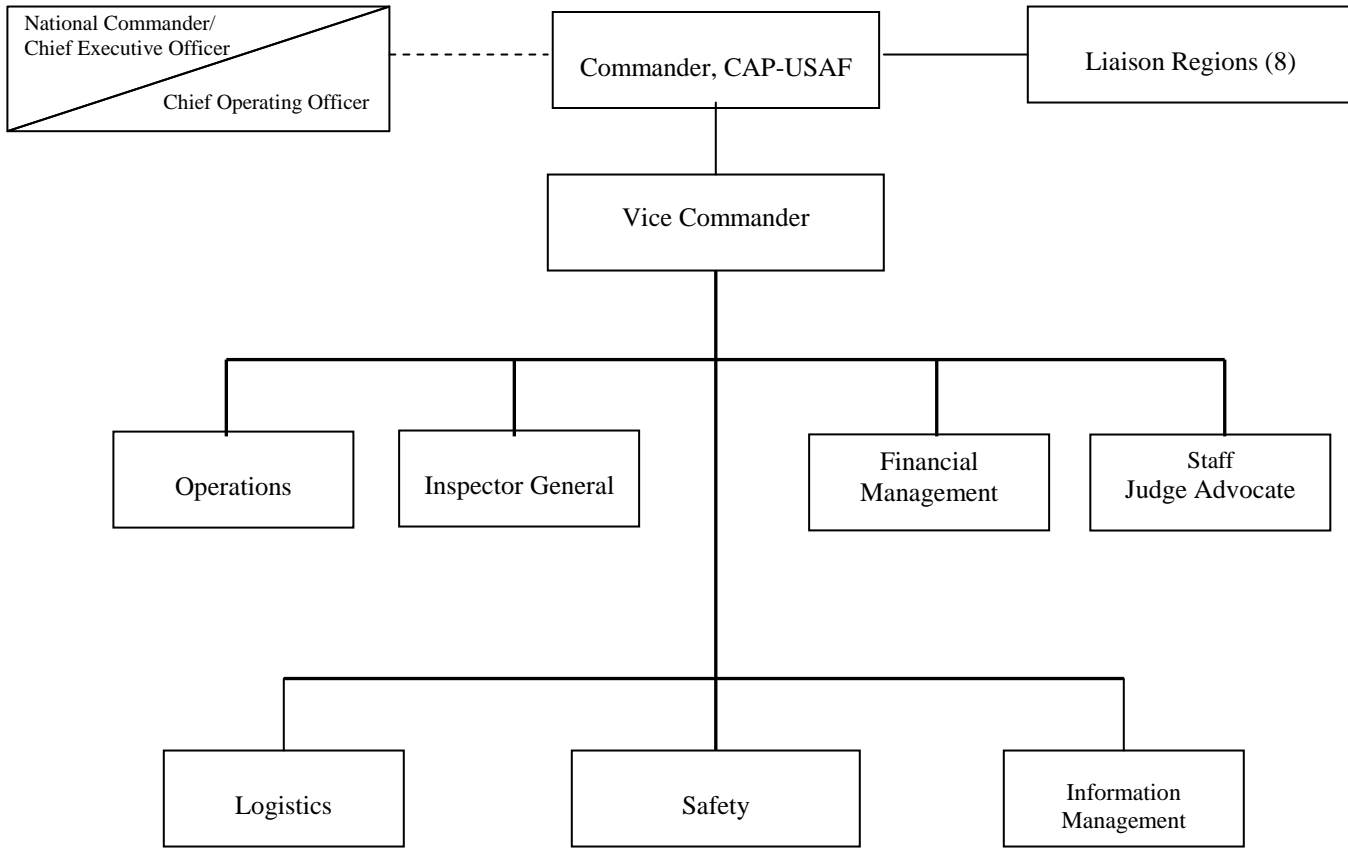 National Commander/
Chief Executive Officer
Chief Operating Officer
Commander, CAP-USAF
Liaison Regions (8)
Vice Commander
Operations
Inspector General
Financial
Management
Staff
Judge Advocate
Logistics
Safety
Information
Management